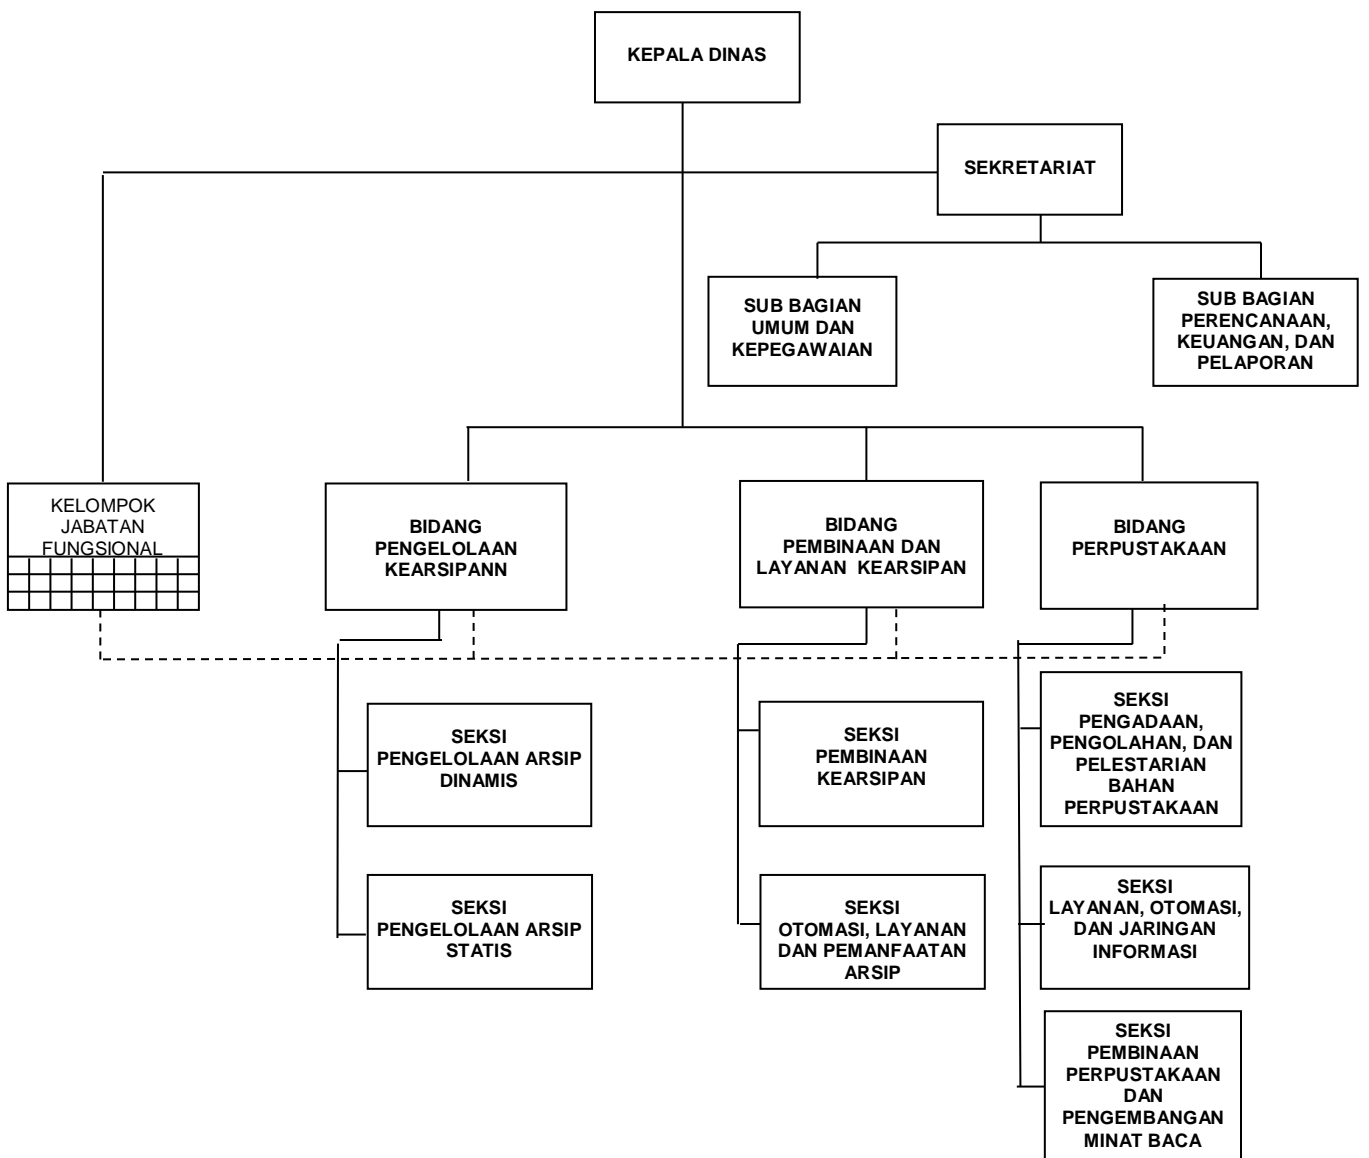 KEPALA DINAS
SEKRETARIAT
SUB BAGIAN
UMUM DAN
KEPEGAWAIAN
SUB BAGIAN
PERENCANAAN,
KEUANGAN, DAN
PELAPORAN
KELOMPOK
JABATAN
FUNGSIONAL
BIDANG
PENGELOLAAN
KEARSIPANN
BIDANG
PEMBINAAN DAN
LAYANAN KEARSIPAN
BIDANG
PERPUSTAKAAN
SEKSI
PENGELOLAAN ARSIP
DINAMIS
SEKSI
PEMBINAAN
KEARSIPAN
SEKSI
PENGADAAN,
PENGOLAHAN, DAN
PELESTARIAN
BAHAN
PERPUSTAKAAN
SEKSI
PENGELOLAAN ARSIP
STATIS
SEKSI
OTOMASI, LAYANAN
DAN PEMANFAATAN
ARSIP
SEKSI
LAYANAN, OTOMASI,
DAN JARINGAN
INFORMASI
SEKSI
PEMBINAAN
PERPUSTAKAAN
DAN
PENGEMBANGAN
MINAT BACA